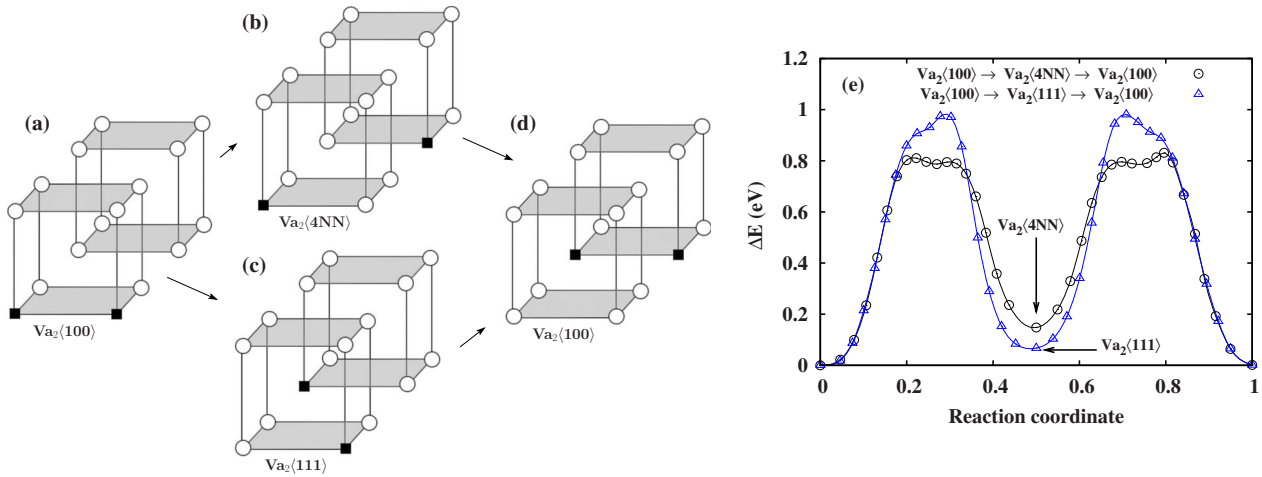 (a)
Va₂⟨100⟩
(b)
Va₂⟨4NN⟩
(c)
Va₂⟨111⟩
(d)
Va₂⟨100⟩
(e)
Va₂⟨100⟩ → Va₂⟨4NN⟩ → Va₂⟨100⟩
Va₂⟨100⟩ → Va₂⟨111⟩ → Va₂⟨100⟩
Va₂⟨4NN⟩
Va₂⟨111⟩
ΔE (eV)
1.2
1
0.8
0.6
0.4
0.2
0
0 0.2 0.4 0.6 0.8 1
Reaction coordinate